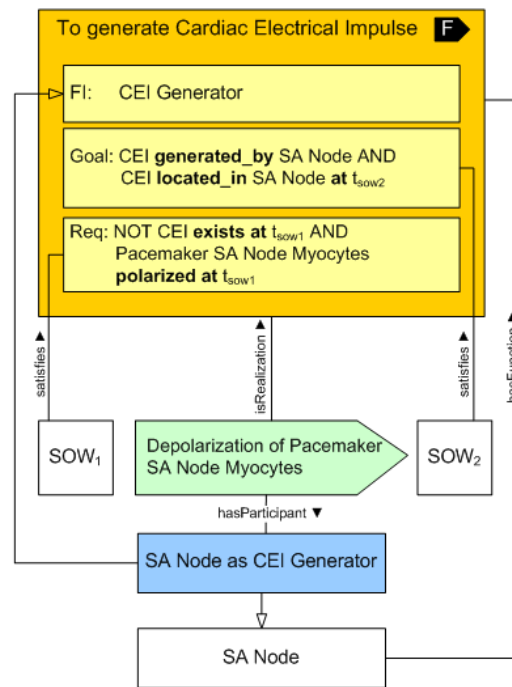 To generate Cardiac Electrical Impulse F
FI: CEI Generator
Goal: CEI generated_by SA Node AND
CEI located_in SA Node at tsow2
Req: NOT CEI exists at tsow1 AND
Pacemaker SA Node Myocytes
polarized at tsow1
satisfies ▲
isRealization ▲
satisfies ▲
hasFunction ▲
SOW1
Depolarization of Pacemaker
SA Node Myocytes
SOW2
hasParticipant ▼
SA Node as CEI Generator
SA Node